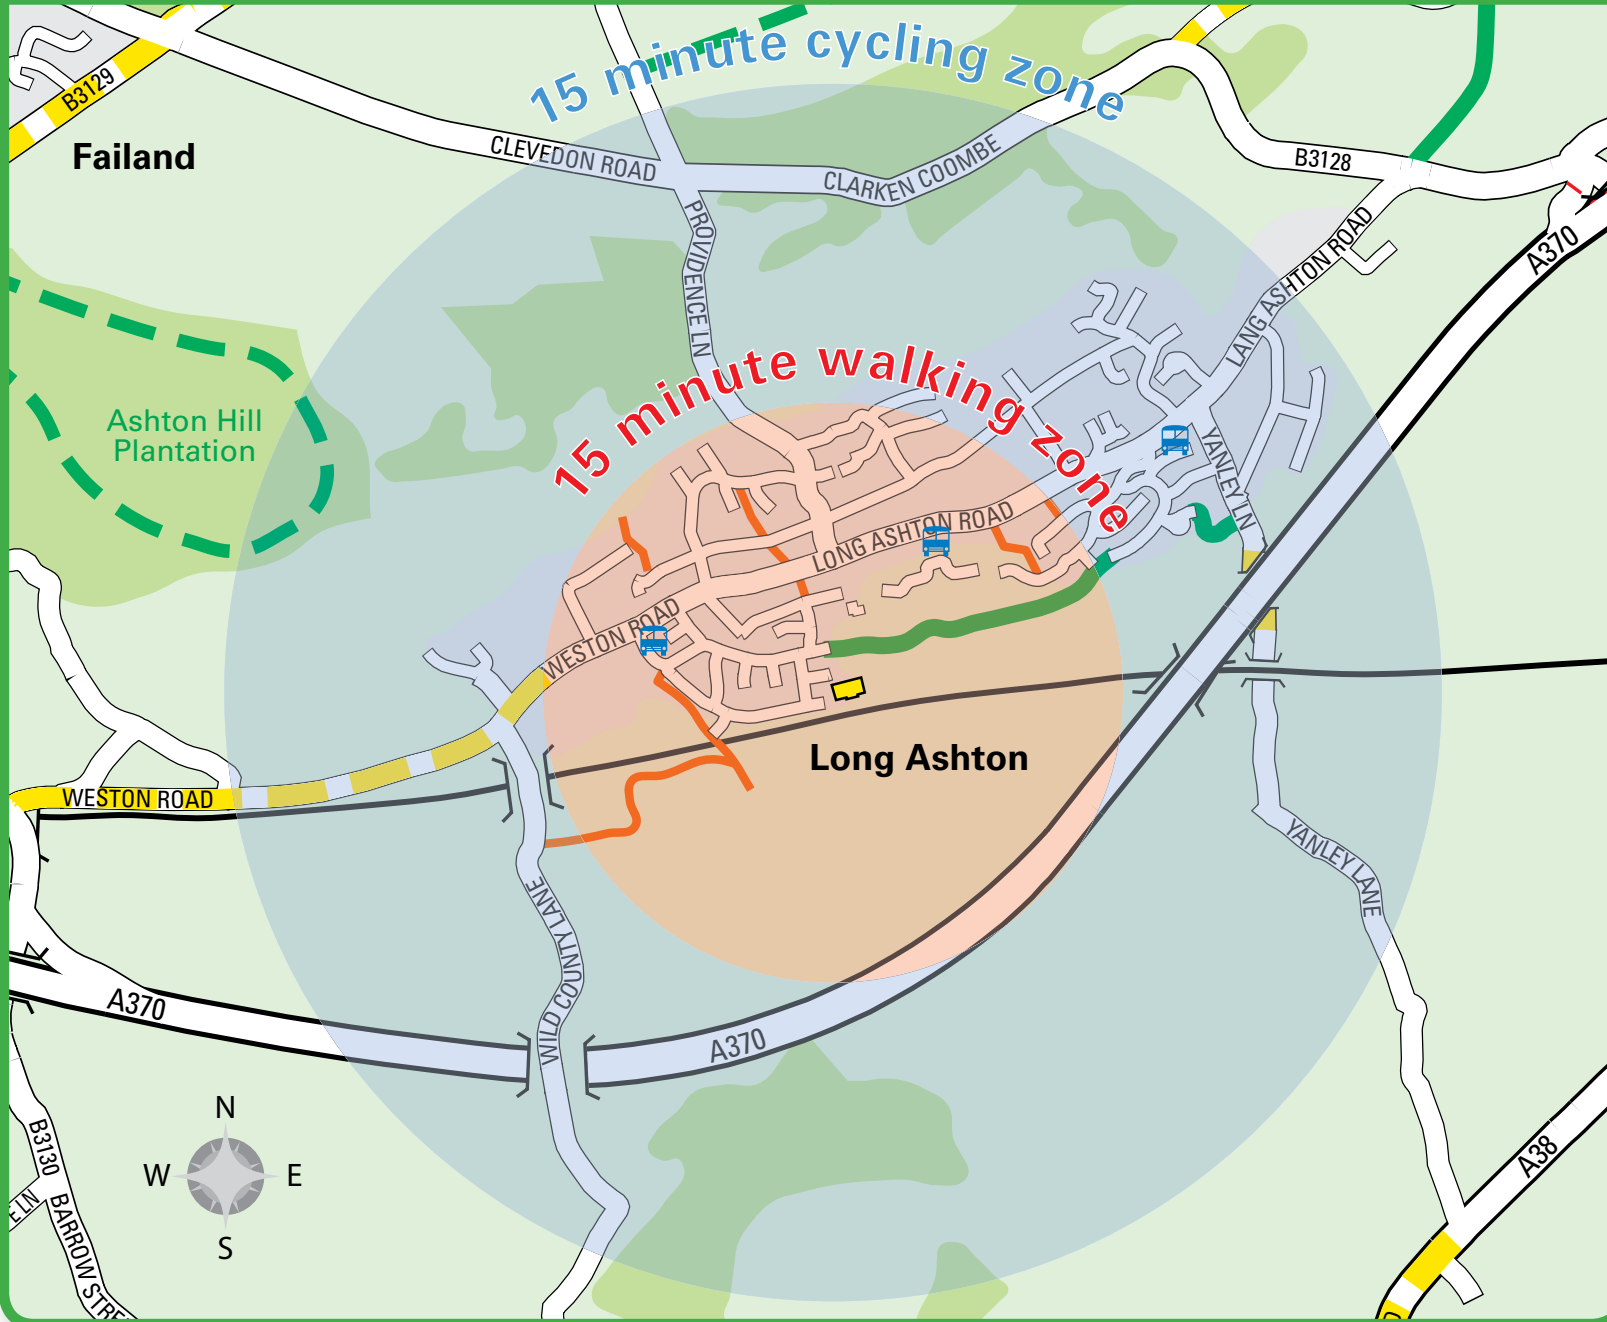 15 minute cycling zone
B3129
Failand
CLEVEDON ROAD
CLARKEN COOMBE
B3128
PROVIDENCE LN
LANG ASHTON ROAD
A370
15 minute walking zone
Ashton Hill
Plantation
YANLEY LN
LONG ASHTON ROAD
WESTON ROAD
Long Ashton
WESTON ROAD
YANLEY LANE
WILD COUNTY LANE
A370
A370
N
W
E
S
B3130
BARROW STRE
E LN
A38